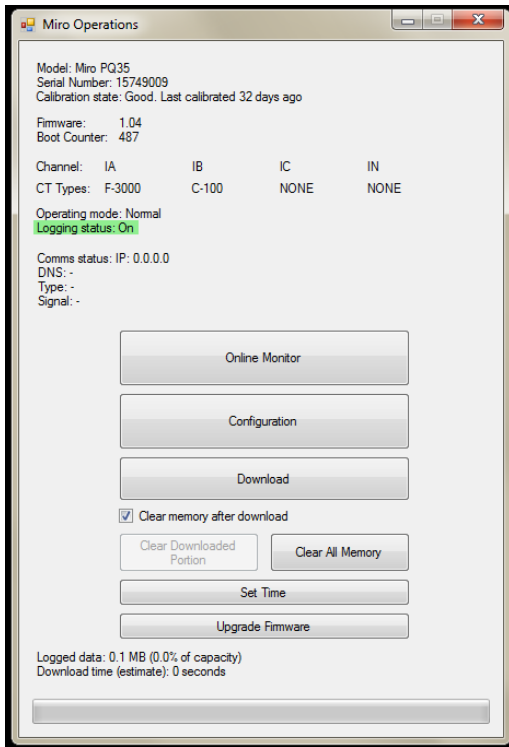 Miro Operations
Model: Miro PQ35
Serial Number: 15749009
Calibration state: Good. Last calibrated 32 days ago
Firmware: 1.04
Boot Counter: 487
Channel: IA IB IC IN
CT Types: F-3000 C-100 NONE NONE
Operating mode: Normal
Logging status: On
Comms status: IP: 0.0.0.0
DNS: -
Type: -
Signal: -
Online Monitor
Configuration
Download
Clear memory after download
Clear Downloaded
Portion
Clear All Memory
Set Time
Upgrade Firmware
Logged data: 0.1 MB (0.0% of capacity)
Download time (estimate): 0 seconds